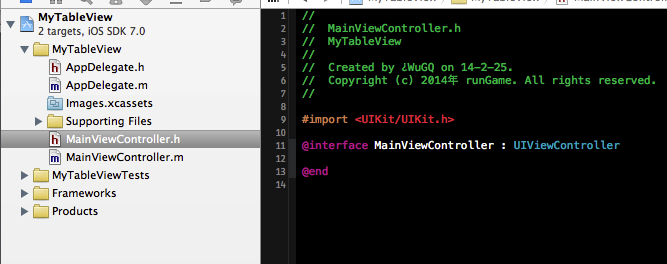 MyTableView
2 targets, iOS SDK 7.0
MyTableView
AppDelegate.h
AppDelegate.m
Images.xcassets
Supporting Files
MainViewController.h
MainViewController.m
MyTableViewTests
Frameworks
Products
1 //
2 //  MainViewController.h
3 //  MyTableView
4 //
5 //  Created by ¿WuGQ on 14-2-25.
6 //  Copyright (c) 2014年 runGame. All rights reserved.
7 //
8
9 #import <UIKit/UIKit.h>
10
11 @interface MainViewController : UIViewController
12
13 @end
14